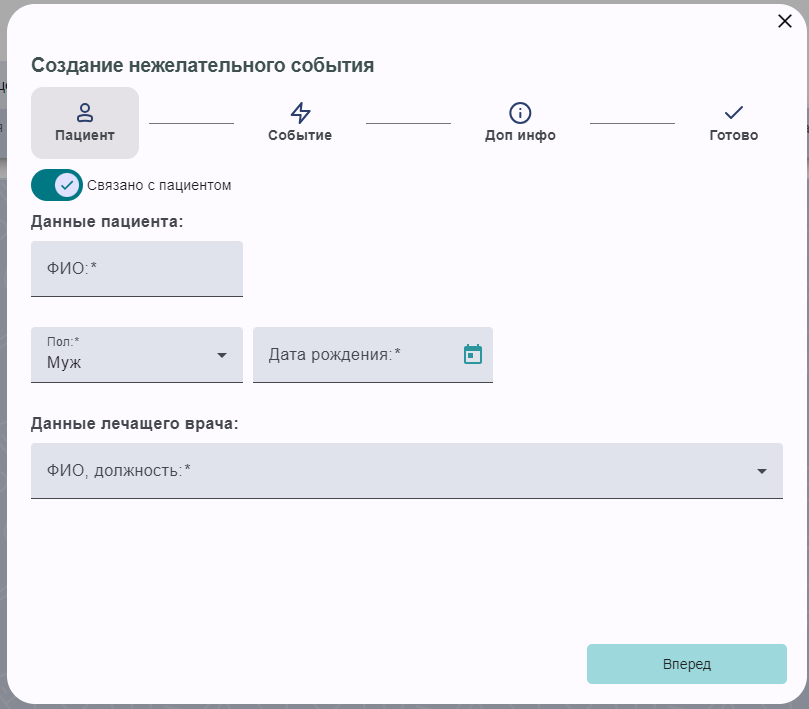 Создание нежелательного события
Пациент Событие Доп инфо Готово
Связано с пациентом
Данные пациента:
ФИО:*
Пол:*
Муж
Дата рождения:*
Данные лечащего врача:
ФИО, должность:*
Вперед